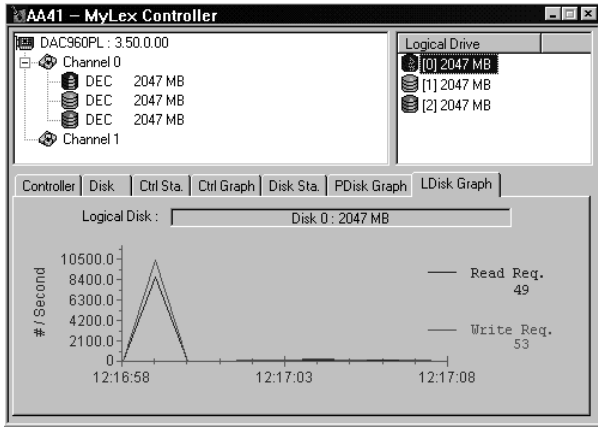 AA41 – MyLex Controller
DAC960PL : 3.50.0.00
Channel 0
DEC 2047 MB
DEC 2047 MB
DEC 2047 MB
Channel 1
Logical Drive
[0] 2047 MB
[1] 2047 MB
[2] 2047 MB
Controller Disk Ctrl Sta. Ctrl Graph Disk Sta. PDisk Graph LDisk Graph
Logical Disk : Disk 0 : 2047 MB
# / Second
10500.0
8400.0
6300.0
4200.0
2100.0
0
12:16:58 12:17:03 12:17:08
Read Req.
49
Write Req.
53